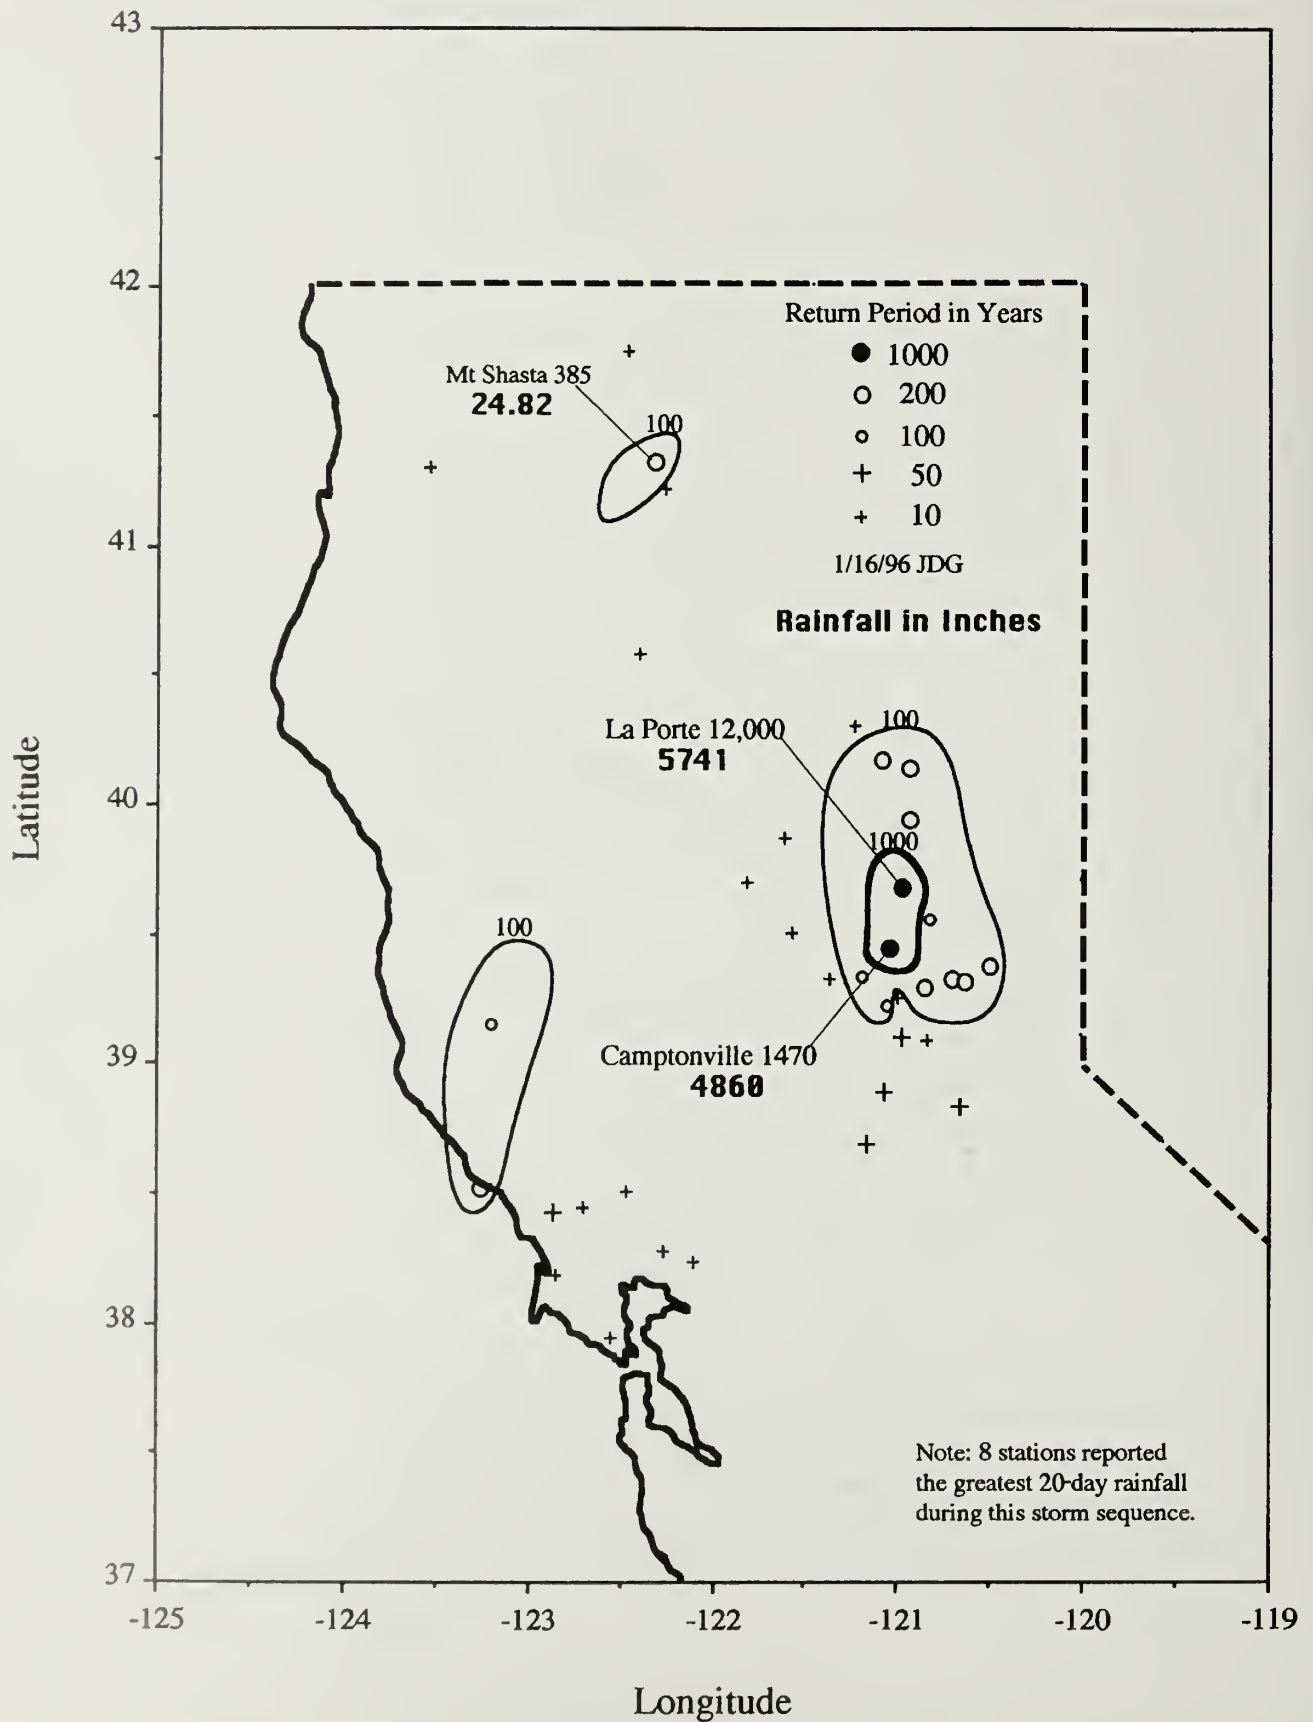 43
42
Return Period in Years
1000
Mt Shasta 385
24.82
200
100
100
50
10
41
1/16/96 JDG
Rainfall in Inches
La Porte 12,000
5741
100
Latitude
40
1000
100
39
Camptonville 1470
4860
38
Note: 8 stations reported
the greatest 20-day rainfall
during this storm sequence.
37
-125 -124 -123 -122 -121 -120 -119
Longitude